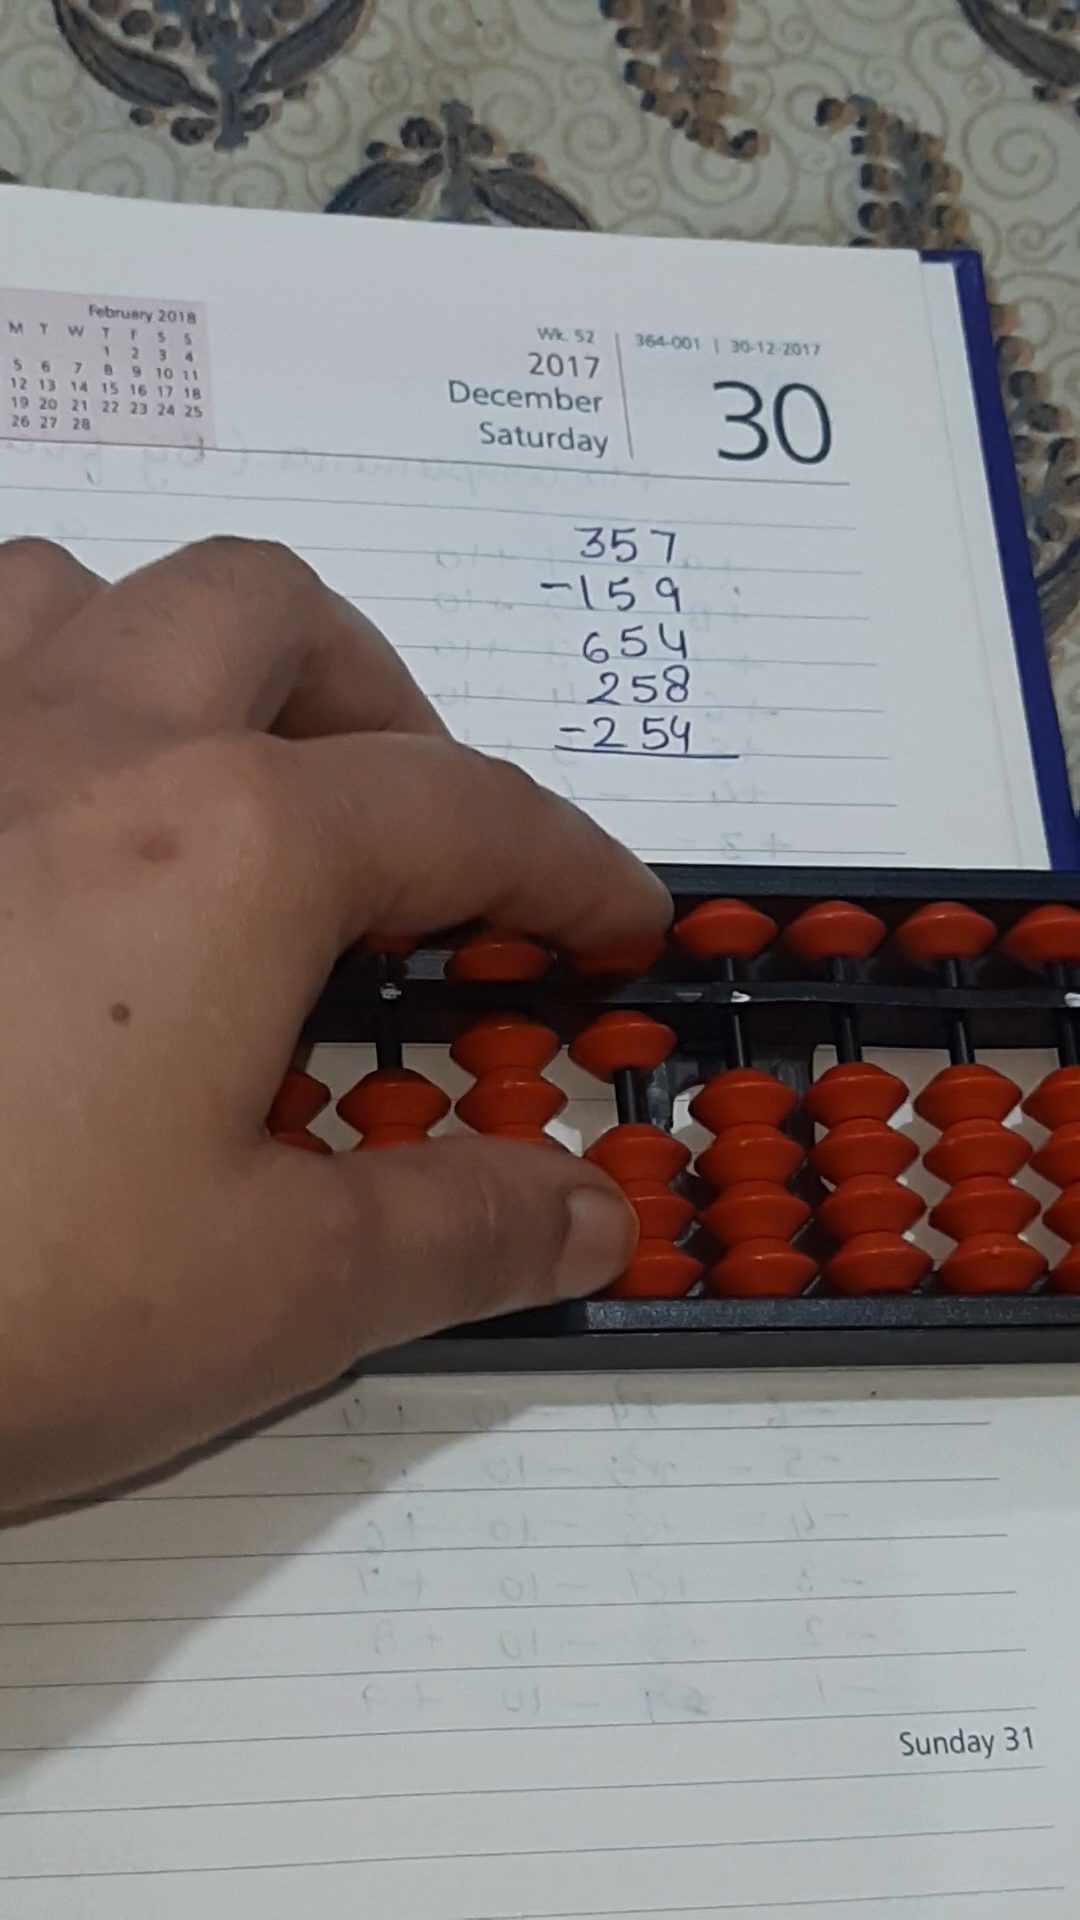 February 2018
M T W T F S S
1 2 3 4
5 6 7 8 9 10 11
12 13 14 15 16 17 18
19 20 21 22 23 24 25
26 27 28
Wk. 52
2017
December
Saturday
364-001 | 30-12-2017
30
357
-159
654
258
-254
Sunday 31